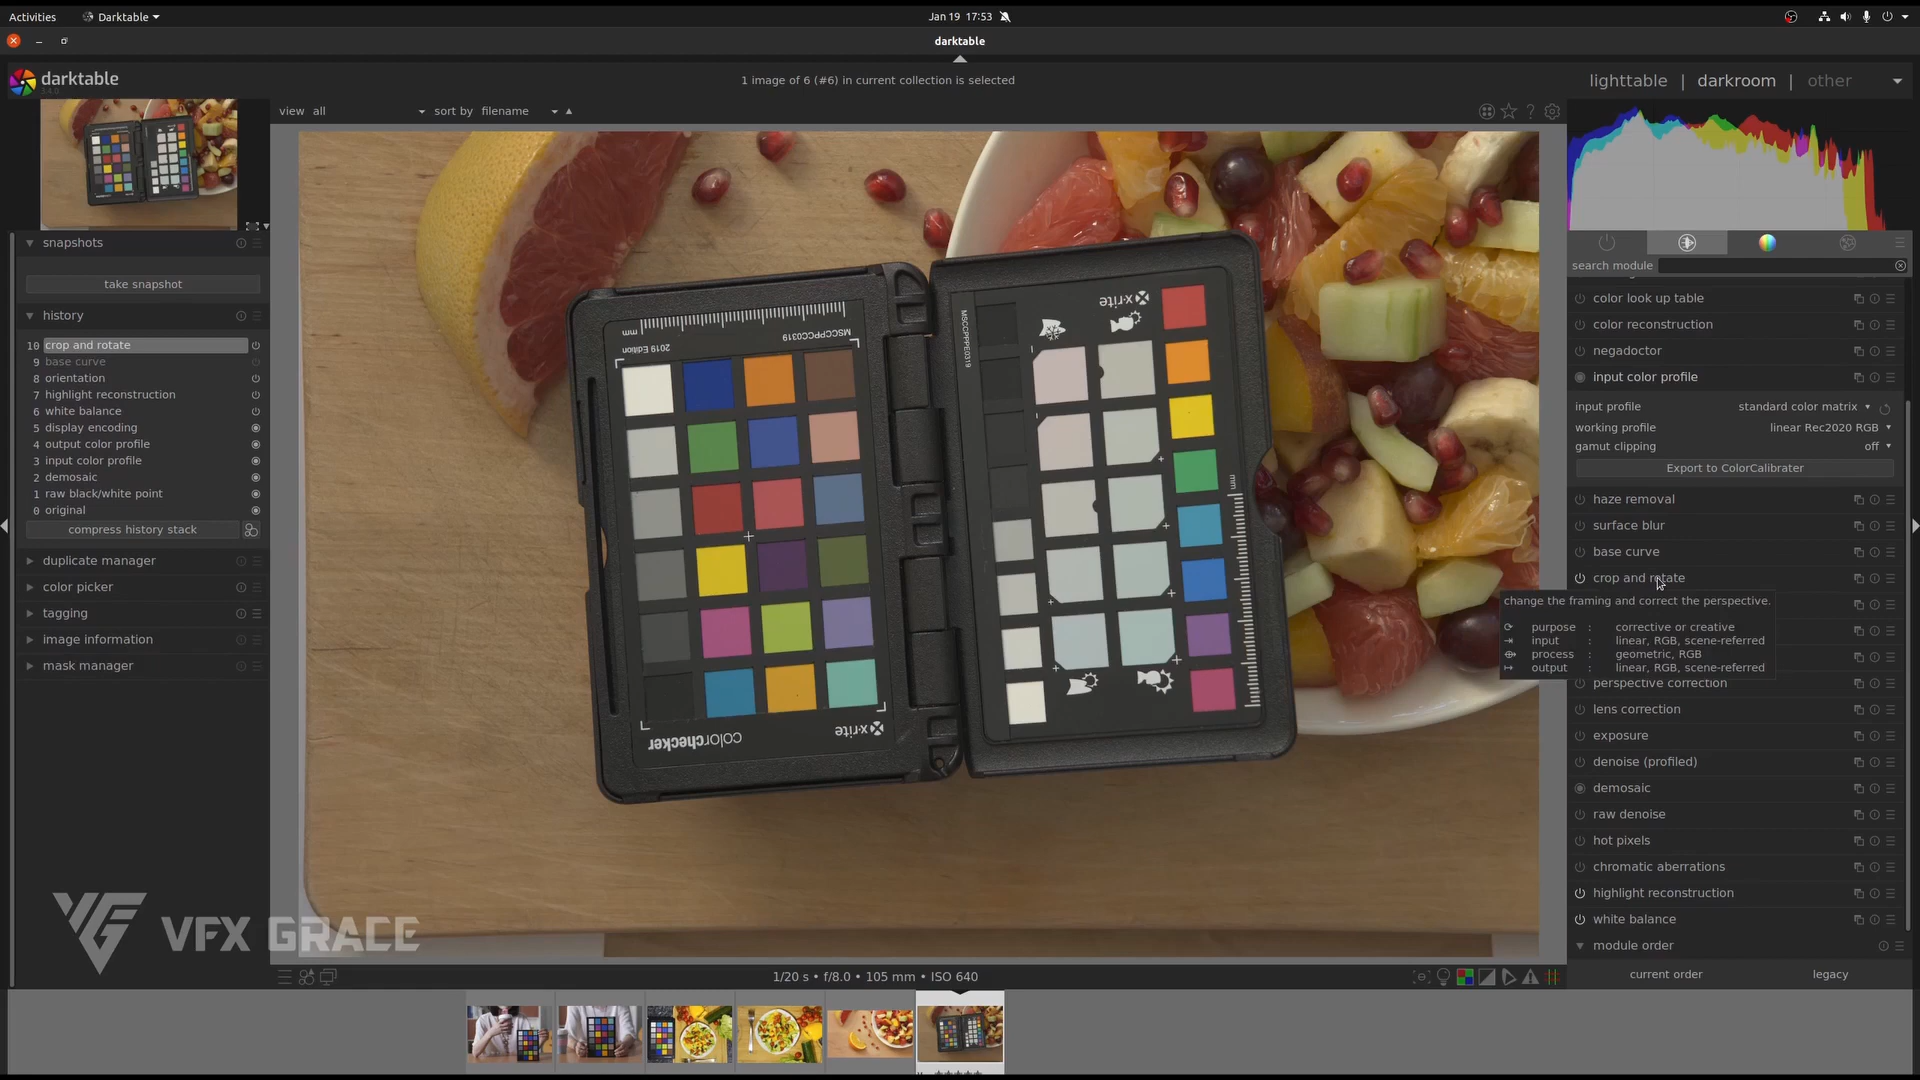 Activities
Darktable
Jan 19 17:53
darktable
darktable
3.4.0
1 image of 6 (#6) in current collection is selected
lighttable | darkroom | other
view all sort by filename
snapshots
take snapshot
history
10 crop and rotate
9 base curve
8 orientation
7 highlight reconstruction
6 white balance
5 display encoding
4 output color profile
3 input color profile
2 demosaic
1 raw black/white point
0 original
compress history stack
duplicate manager
color picker
tagging
image information
mask manager
mm
2019 Edition
MSCCPCC0319
colorchecker
x-rite
MSCCPPPE0319
x-rite
mm
VFX GRACE
1/20 s • f/8.0 • 105 mm • ISO 640
search module
color look up table
color reconstruction
negadoctor
input color profile
input profile standard color matrix
working profile linear Rec2020 RGB
gamut clipping off
Export to ColorCalibrater
haze removal
surface blur
base curve
crop and rotate
change the framing and correct the perspective.
purpose : corrective or creative
input : linear, RGB, scene-referred
process : geometric, RGB
output : linear, RGB, scene-referred
perspective correction
lens correction
exposure
denoise (profiled)
demosaic
raw denoise
hot pixels
chromatic aberrations
highlight reconstruction
white balance
module order
current order legacy